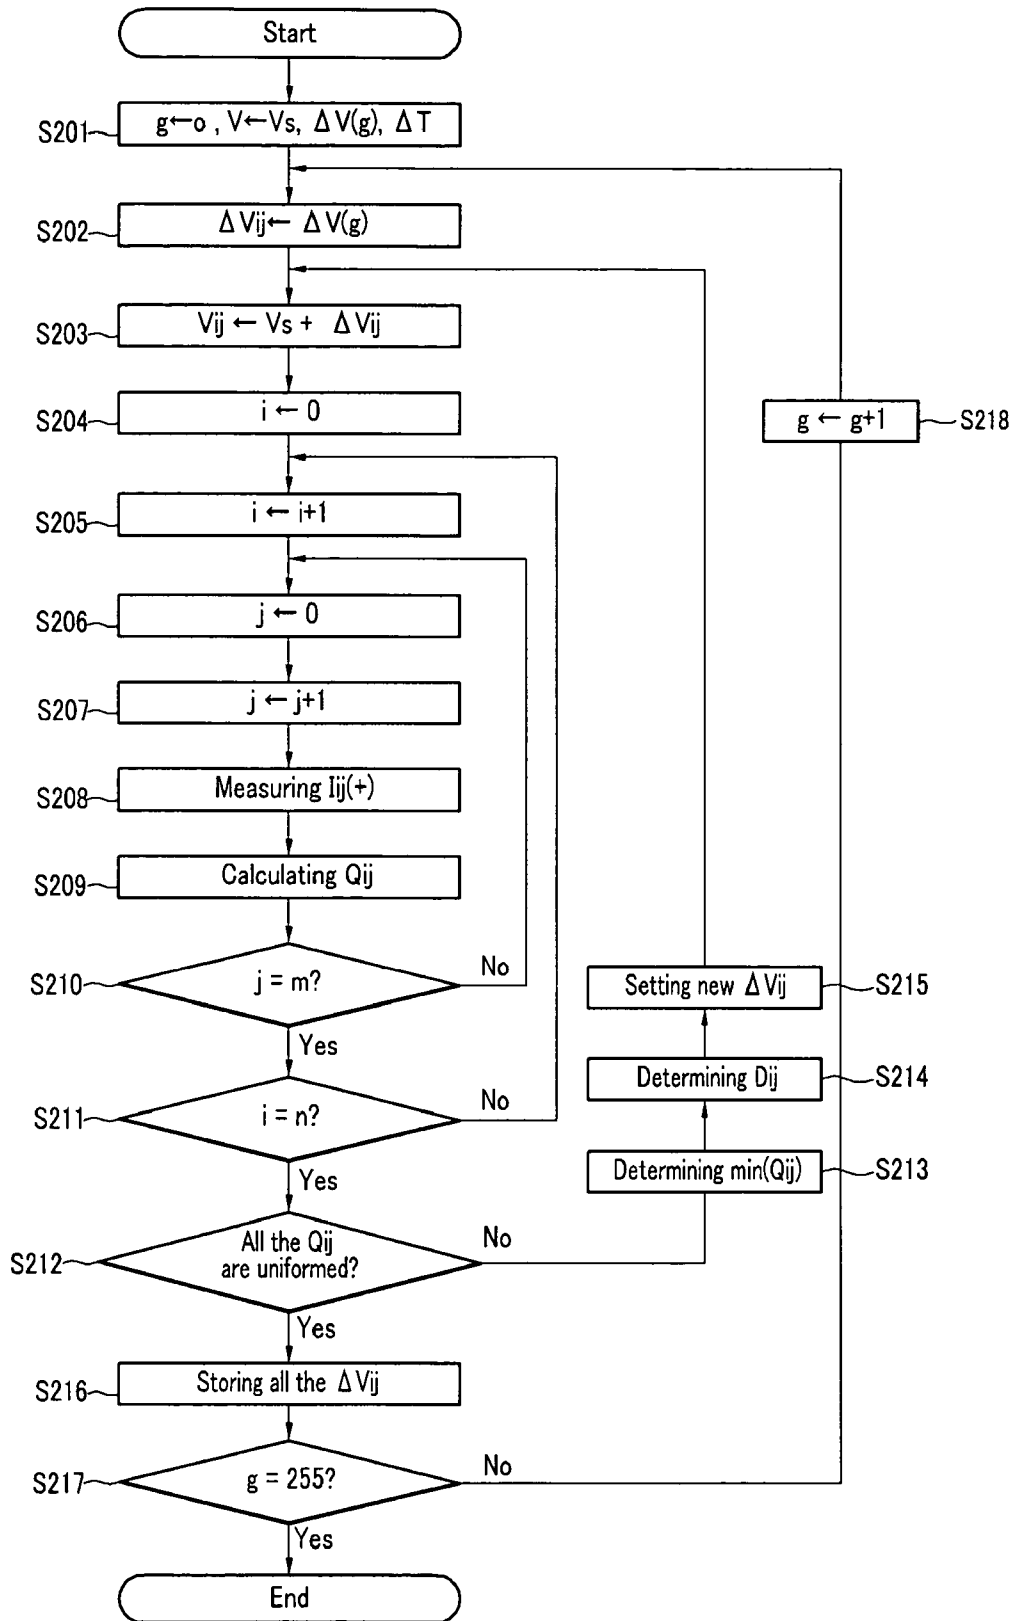 Start
S201
g←o , V←Vs, ΔV(g), ΔT
S202
ΔVij← ΔV(g)
S203
Vij ← Vs + ΔVij
S204
i ← 0
g ← g+1
S218
S205
i ← i+1
S206
j ← 0
S207
j ← j+1
S208
Measuring Iij(+)
S209
Calculating Qij
S210
j = m?
No
Yes
Setting new ΔVij
S215
Determining Dij
S214
S211
i = n?
No
Yes
Determining min(Qij)
S213
S212
All the Qij
are uniformed?
No
Yes
S216
Storing all the ΔVij
S217
g = 255?
No
Yes
End